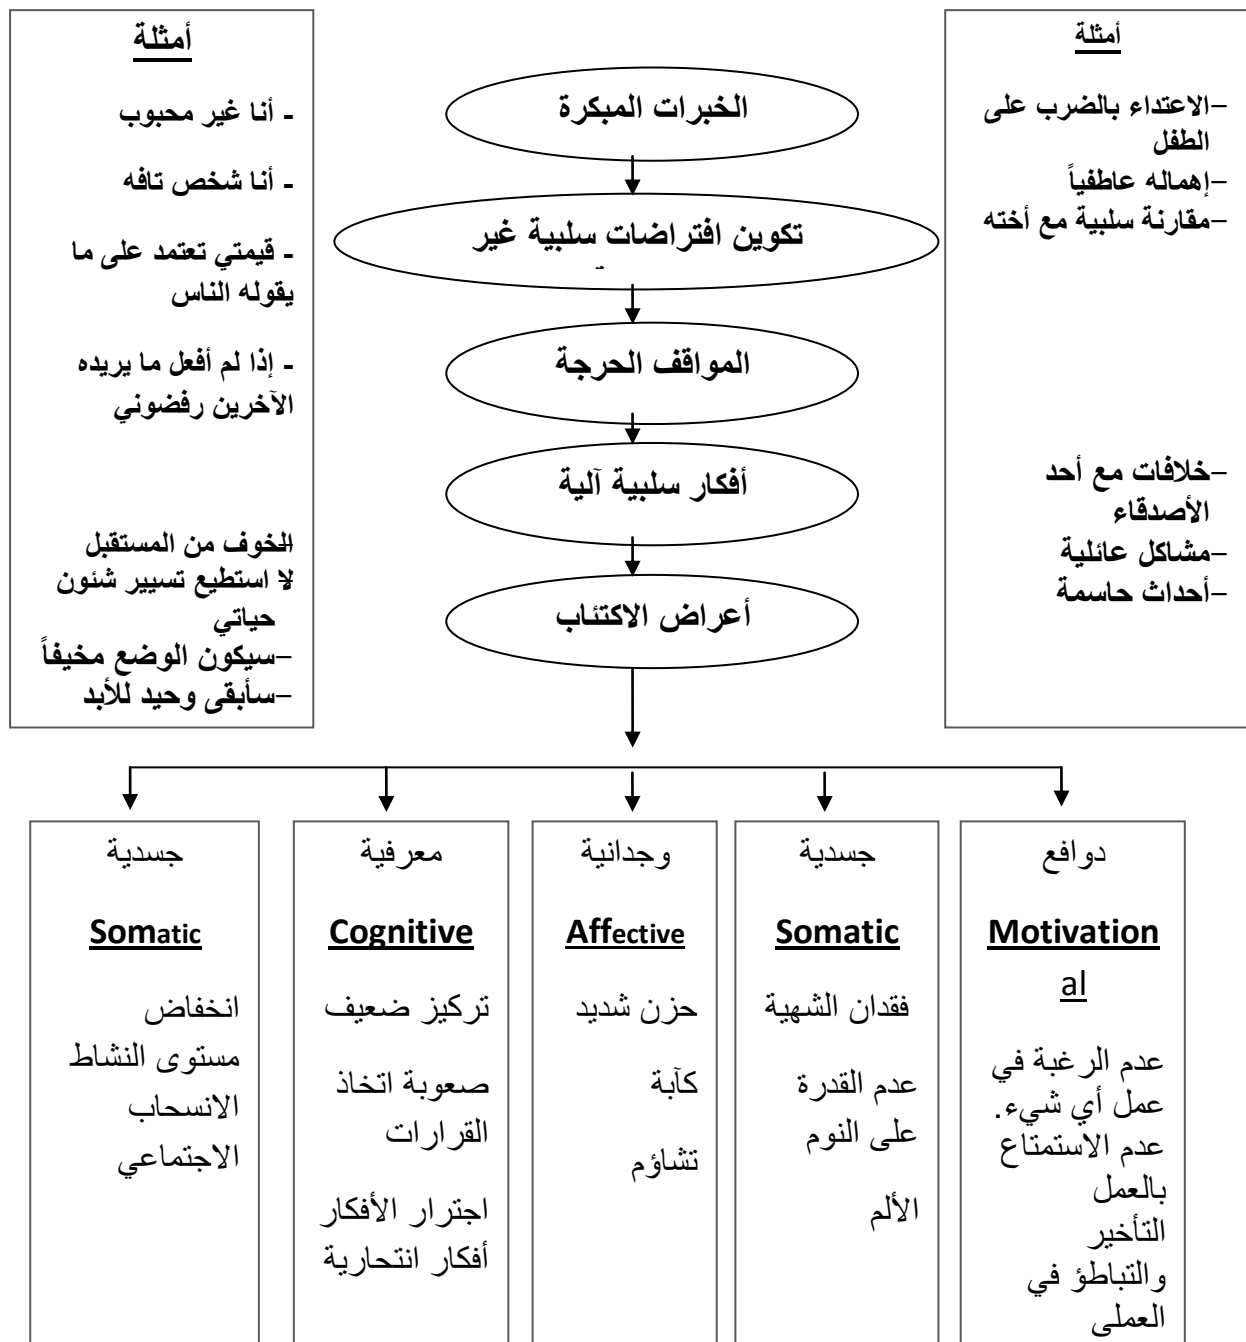 أمثلة
–الاعتداء بالضرب على
الطفل
–إهماله عاطفياً
–مقارنة سلبية مع أخته
–خلافات مع أحد
الأصدقاء
–مشاكل عائلية
–أحداث حاسمة
الخبرات المبكرة
تكوين افتراضات سلبية غير
المواقف الحرجة
أفكار سلبية آلية
أعراض الاكتئاب
أمثلة
- أنا غير محبوب
- أنا شخص تافه
- قيمتي تعتمد على ما
يقوله الناس
- إذا لم أفعل ما يريده
الآخرين رفضوني
الخوف من المستقبل
لا استطيع تسيير شئون
حياتي
–سيكون الوضع مخيفاً
–سأبقى وحيد للأبد
دوافع
Motivation
al
عدم الرغبة في
عمل أي شيء.
عدم الاستمتاع
بالعمل
التأخير
والتباطؤ في
العملى
جسدية
Somatic
فقدان الشهية
عدم القدرة
على النوم
الألم
وجدانية
Affective
حزن شديد
كآبة
تشاؤم
معرفية
Cognitive
تركيز ضعيف
صعوبة اتخاذ
القرارات
اجترار الأفكار
أفكار انتحارية
جسدية
Somatic
انخفاض
مستوى النشاط
الانسحاب
الاجتماعي